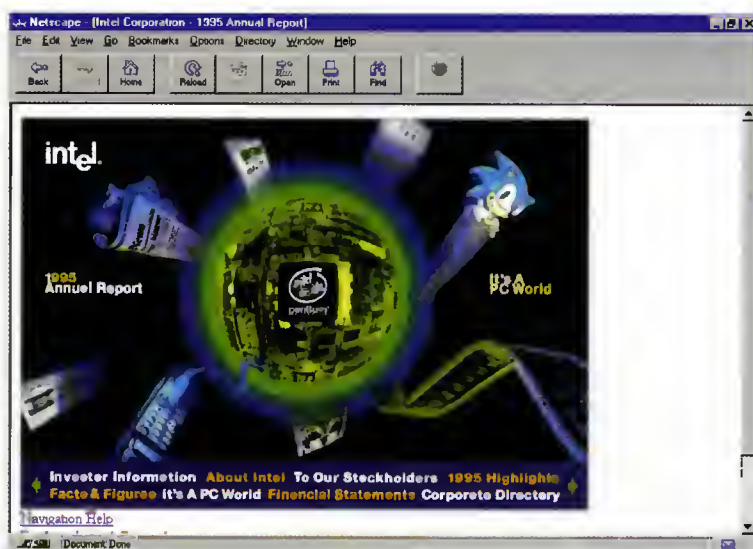 Netscape - [Intel Corporation - 1995 Annual Report]
File Edit View Go Bookmarks Options Directory Window Help
Back Home Reload Open Print Find
intel.
1995
Annual Report
It's A
PC World
intel
pentium
Investor Information About Intel To Our Stockholders 1995 Highlights
Facts & Figures It's A PC World Financial Statements Corporate Directory
Navigation Help
Document: Done